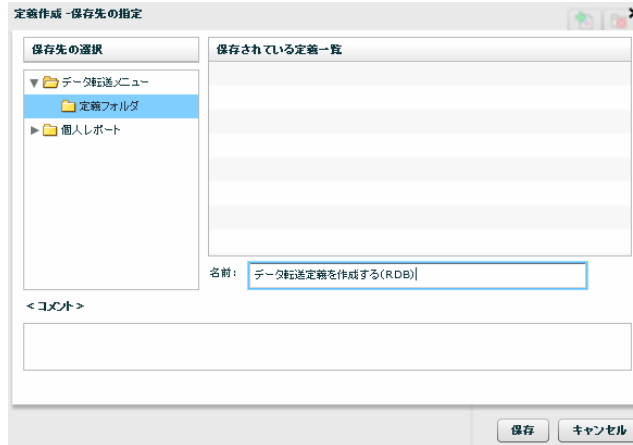 定義作成 -保存先の指定
保存先の選択
保存されている定義一覧
データ転送メニュー
定義フォルダ
個人レポート
名前:
データ転送定義を作成する(RDB)
<コメント>
保存
キャンセル